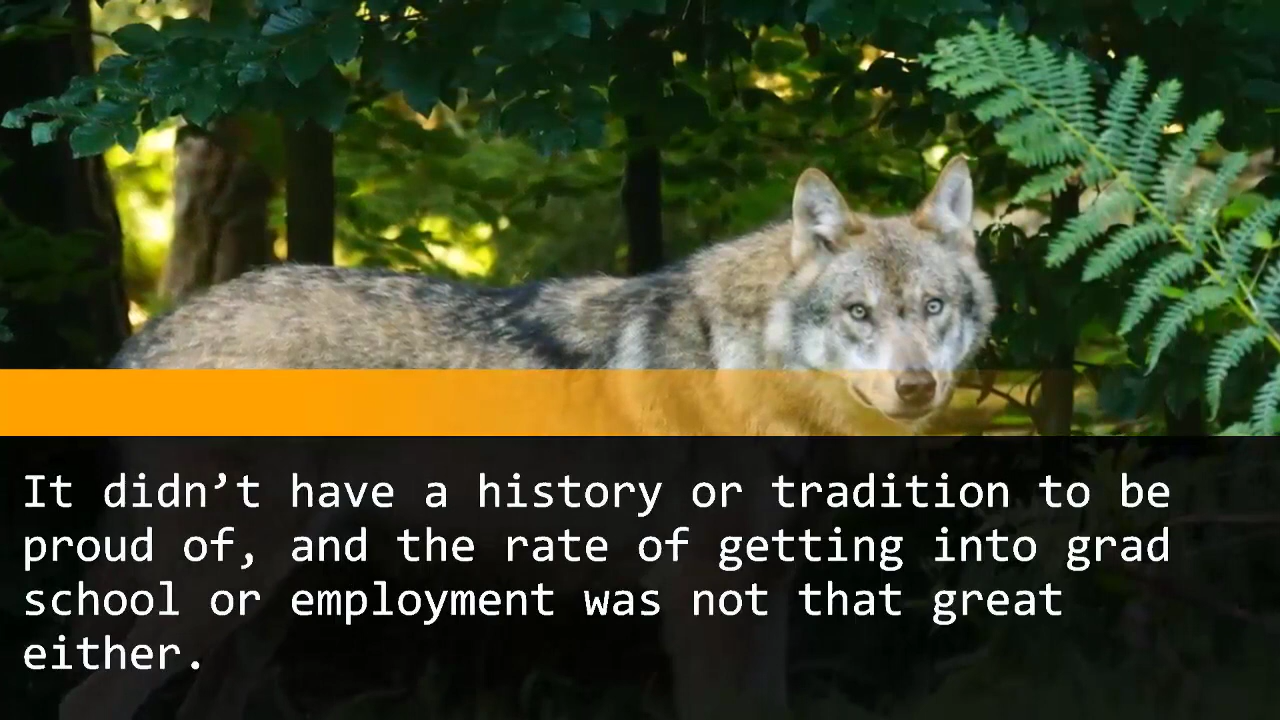 It didn’t have a history or tradition to be
proud of, and the rate of getting into grad
school or employment was not that great
either.